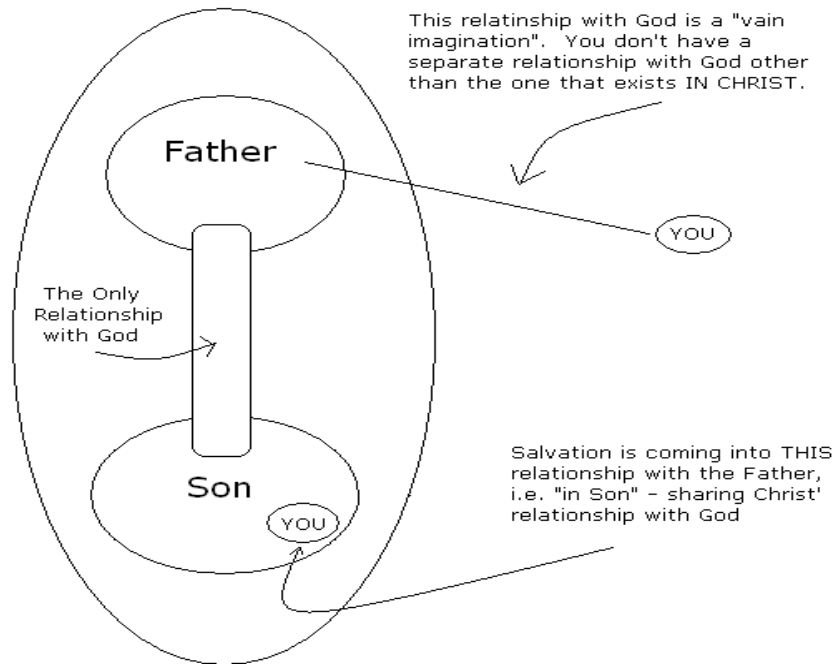 This relatinship with God is a "vain
imagination". You don't have a
separate relationship with God other
than the one that exists IN CHRIST.
Father
YOU
The Only
Relationship
with God
Son
YOU
Salvation is coming into THIS
relationship with the Father,
i.e. "in Son" – sharing Christ'
relationship with God